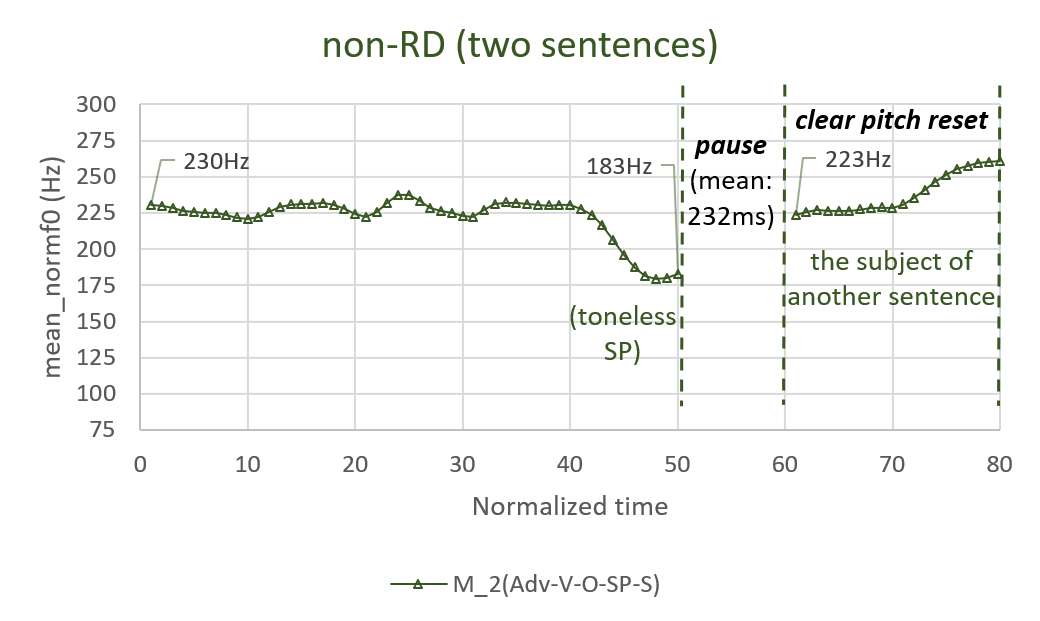 non-RD (two sentences)
mean_normf0 (Hz)
300
275
250
225
200
175
150
125
100
75
230Hz
183Hz
pause
(mean:
232ms)
clear pitch reset
223Hz
the subject of
another sentence
(toneless
SP)
0 10 20 30 40 50 60 70 80
Normalized time
M_2(Adv-V-O-SP-S)